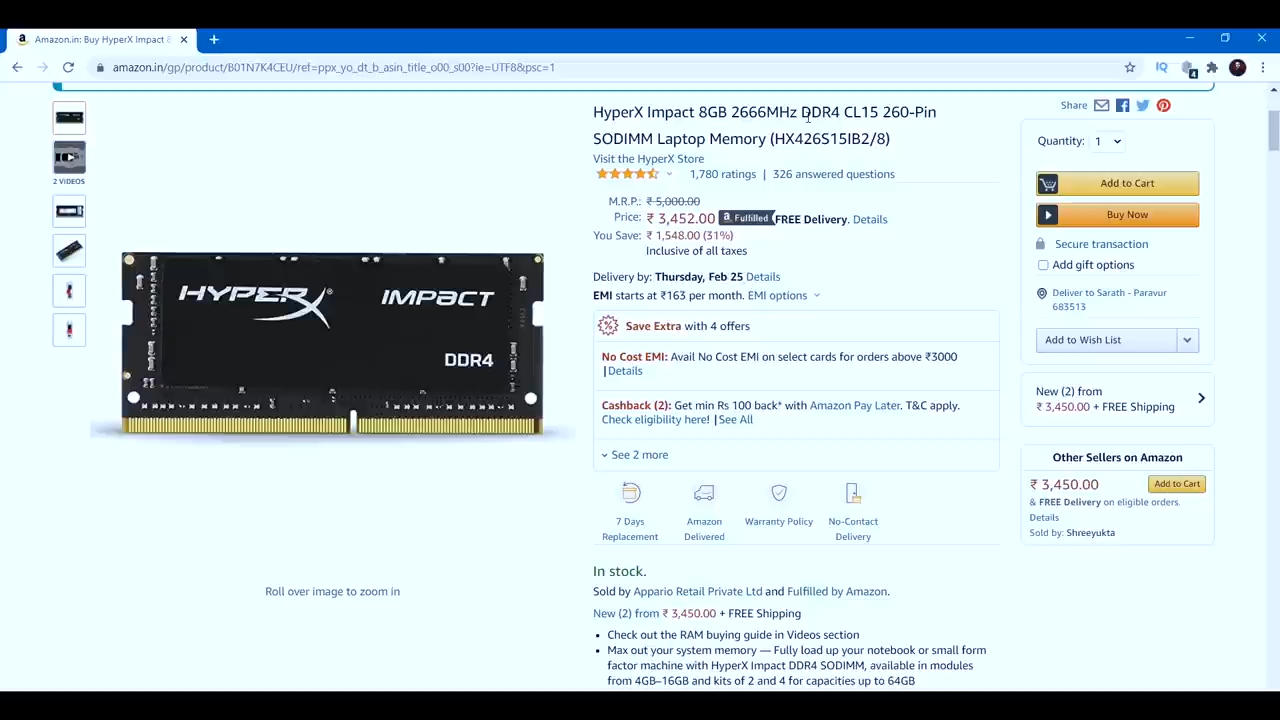 Amazon.in: Buy HyperX Impact 8
amazon.in/gp/product/B01N7K4CEU/ref=ppx_yo_dt_b_asin_title_o00_s00?ie=UTF8&psc=1
4
2 VIDEOS
HYPERX® IMPACT
DDR4
Roll over image to zoom in
HyperX Impact 8GB 2666MHz DDR4 CL15 260-Pin
SODIMM Laptop Memory (HX426S15IB2/8)
Visit the HyperX Store
1,780 ratings | 326 answered questions
M.R.P.: ₹ 5,000.00
Price: ₹ 3,452.00 a Fulfilled FREE Delivery. Details
You Save: ₹ 1,548.00 (31%)
Inclusive of all taxes
Delivery by: Thursday, Feb 25 Details
EMI starts at ₹163 per month. EMI options
Save Extra with 4 offers
No Cost EMI: Avail No Cost EMI on select cards for orders above ₹3000
|Details
Cashback (2): Get min Rs 100 back* with Amazon Pay Later. T&C apply.
Check eligibility here! |See All
See 2 more
7 Days
Replacement
Amazon
Delivered
Warranty Policy
No-Contact
Delivery
In stock.
Sold by Appario Retail Private Ltd and Fulfilled by Amazon.
New (2) from ₹ 3,450.00 + FREE Shipping
• Check out the RAM buying guide in Videos section
• Max out your system memory — Fully load up your notebook or small form
factor machine with HyperX Impact DDR4 SODIMM, available in modules
from 4GB–16GB and kits of 2 and 4 for capacities up to 64GB
Share
Quantity: 1
Add to Cart
Buy Now
Secure transaction
Add gift options
Deliver to Sarath - Paravur
683513
Add to Wish List
New (2) from
₹ 3,450.00 + FREE Shipping
Other Sellers on Amazon
₹ 3,450.00 Add to Cart
& FREE Delivery on eligible orders.
Details
Sold by: Shreeyukta